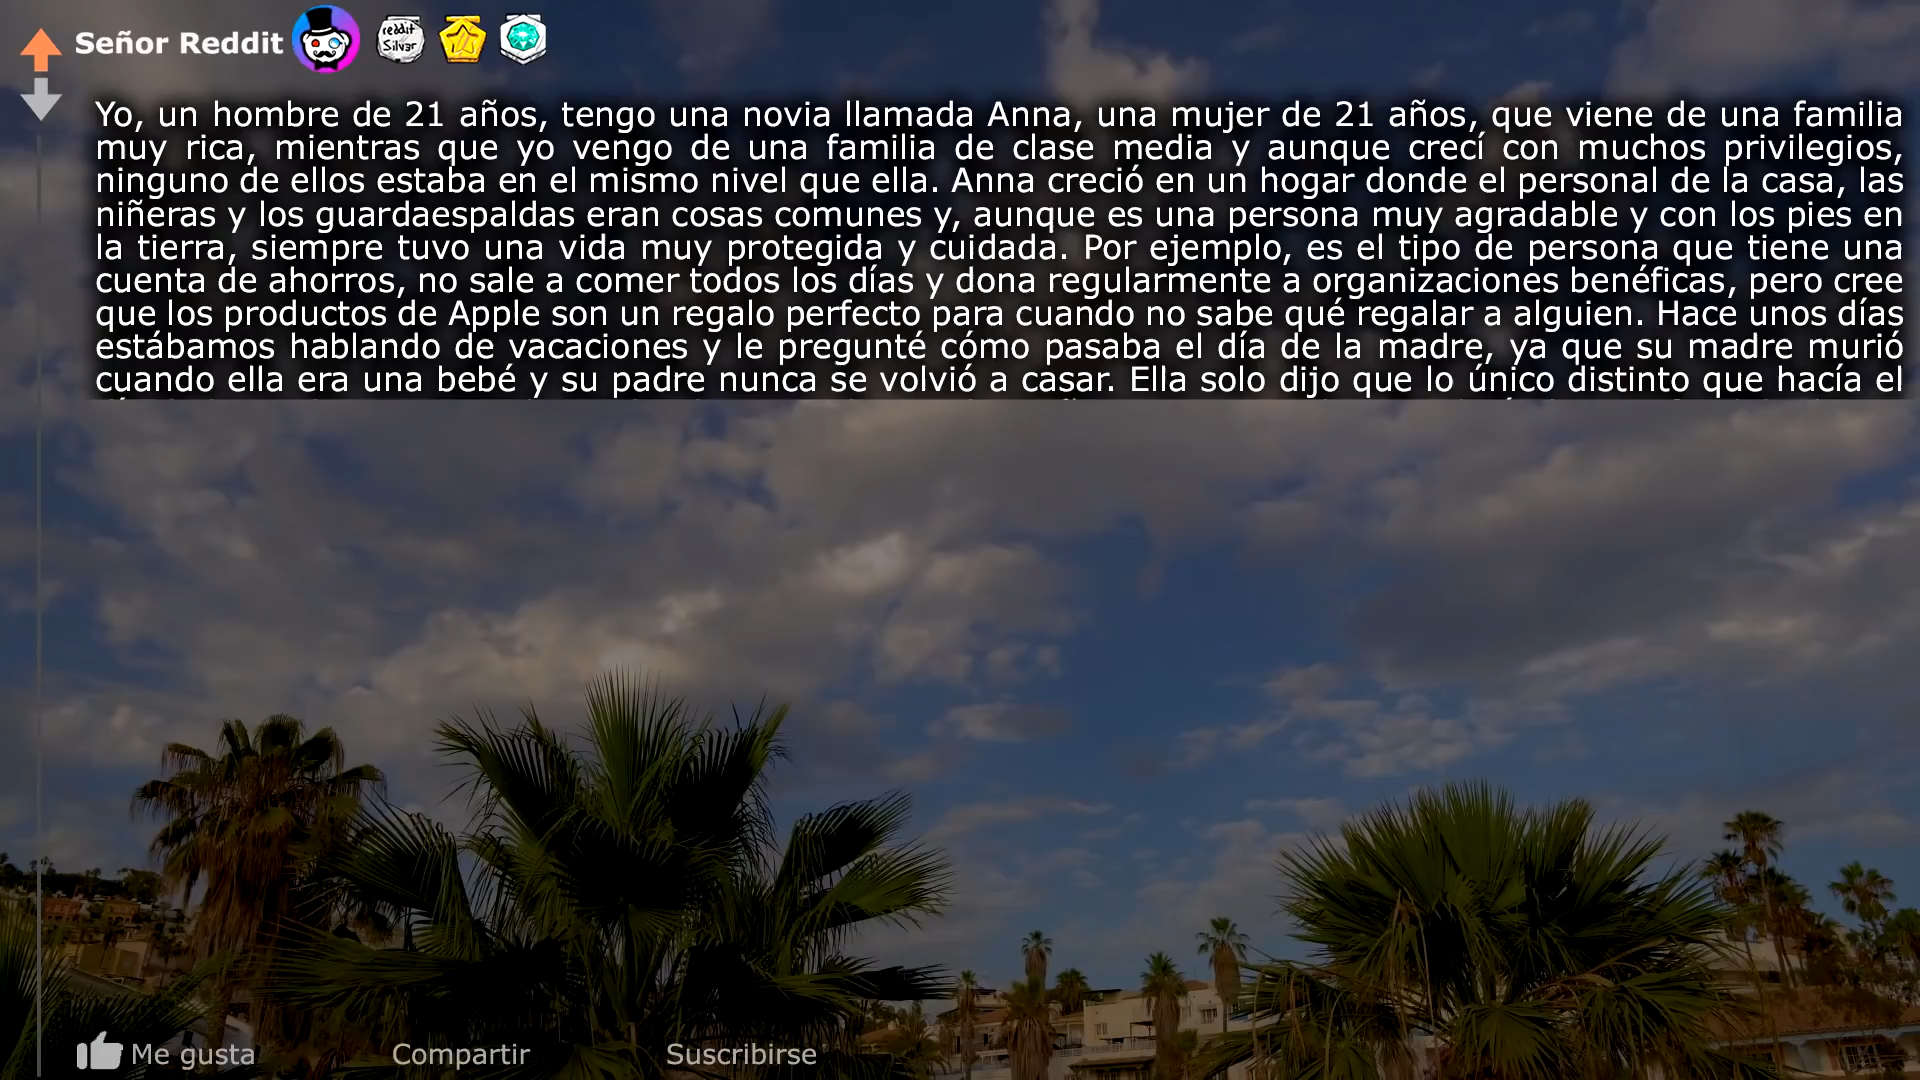 Señor Reddit
reddit
Silver
Yo, un hombre de 21 años, tengo una novia llamada Anna, una mujer de 21 años, que viene de una familia
muy rica, mientras que yo vengo de una familia de clase media y aunque crecí con muchos privilegios,
ninguno de ellos estaba en el mismo nivel que ella. Anna creció en un hogar donde el personal de la casa, las
niñeras y los guardaespaldas eran cosas comunes y, aunque es una persona muy agradable y con los pies en
la tierra, siempre tuvo una vida muy protegida y cuidada. Por ejemplo, es el tipo de persona que tiene una
cuenta de ahorros, no sale a comer todos los días y dona regularmente a organizaciones benéficas, pero cree
que los productos de Apple son un regalo perfecto para cuando no sabe qué regalar a alguien. Hace unos días
estábamos hablando de vacaciones y le pregunté cómo pasaba el día de la madre, ya que su madre murió
cuando ella era una bebé y su padre nunca se volvió a casar. Ella solo dijo que lo único distinto que hacía el
Me gusta
Compartir
Suscribirse